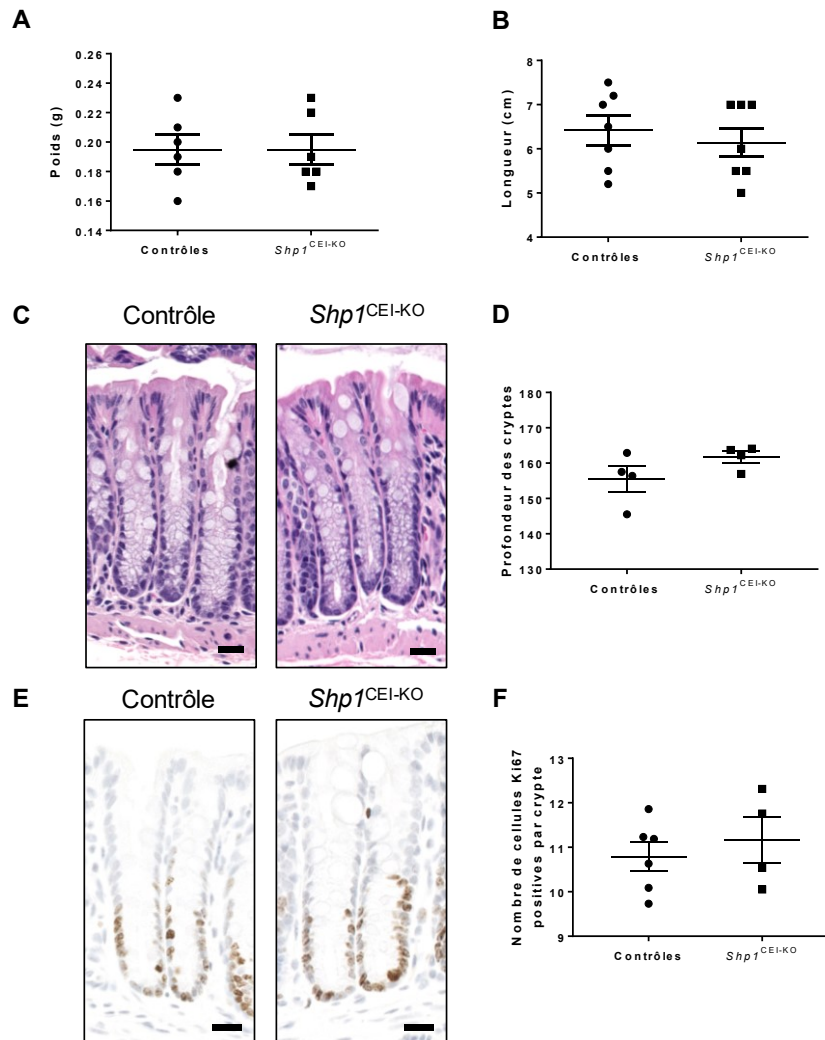 A
Poids (g)
0.26
0.24
0.22
0.20
0.18
0.16
0.14
Contrôles
Shp1CEI-KO
B
Longueur (cm)
8
7
6
5
4
Contrôles
Shp1CEI-KO
C
Contrôle
Shp1CEI-KO
D
Profondeur des cryptes
180
170
160
150
140
130
Contrôles
Shp1CEI-KO
E
Contrôle
Shp1CEI-KO
F
Nombre de cellules Ki67
positives par crypte
13
12
11
10
9
Contrôles
Shp1CEI-KO